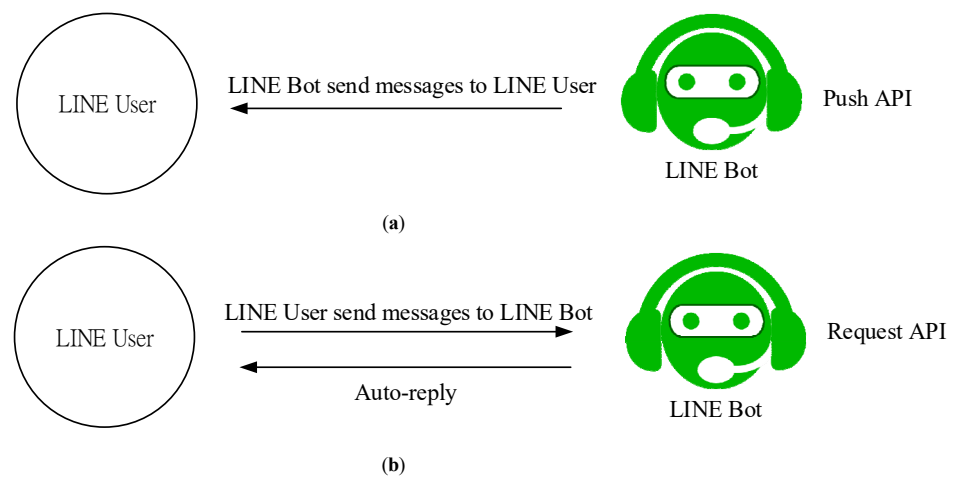 LINE User
LINE Bot send messages to LINE User
Push API
LINE Bot
(a)
LINE User
LINE User send messages to LINE Bot
Request API
Auto-reply
LINE Bot
(b)